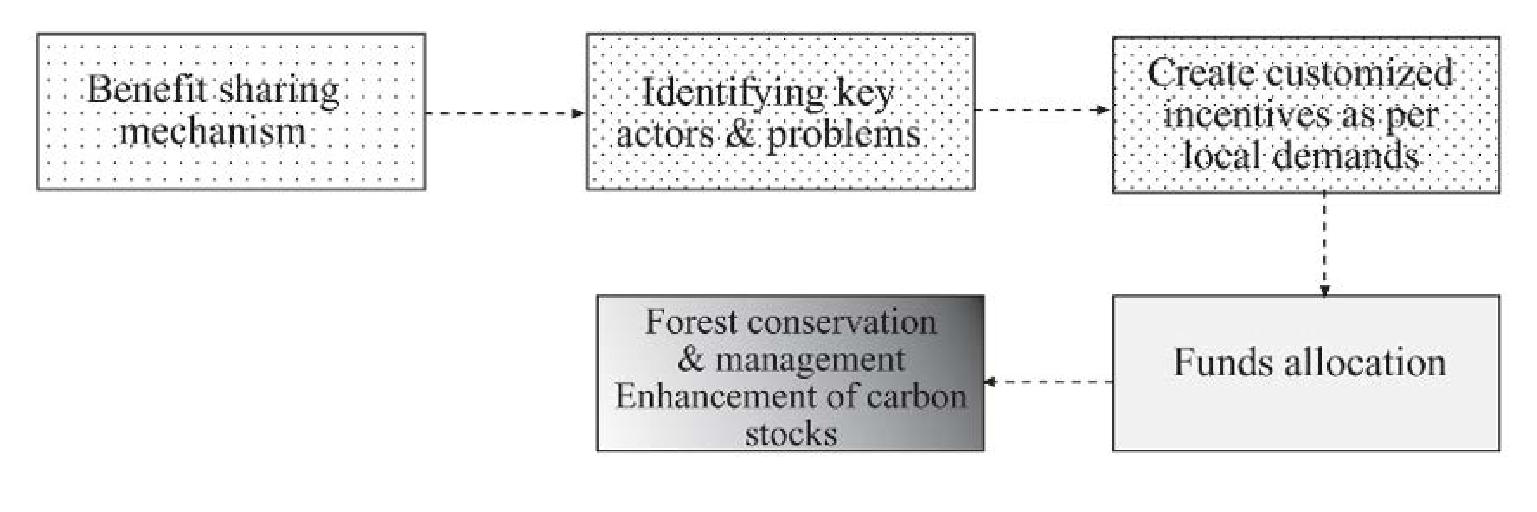 Benefit sharing
mechanism
Identifying key
actors & problems
Create customized
incentives as per
local demands
Funds allocation
Forest conservation
& management
Enhancement of carbon
stocks